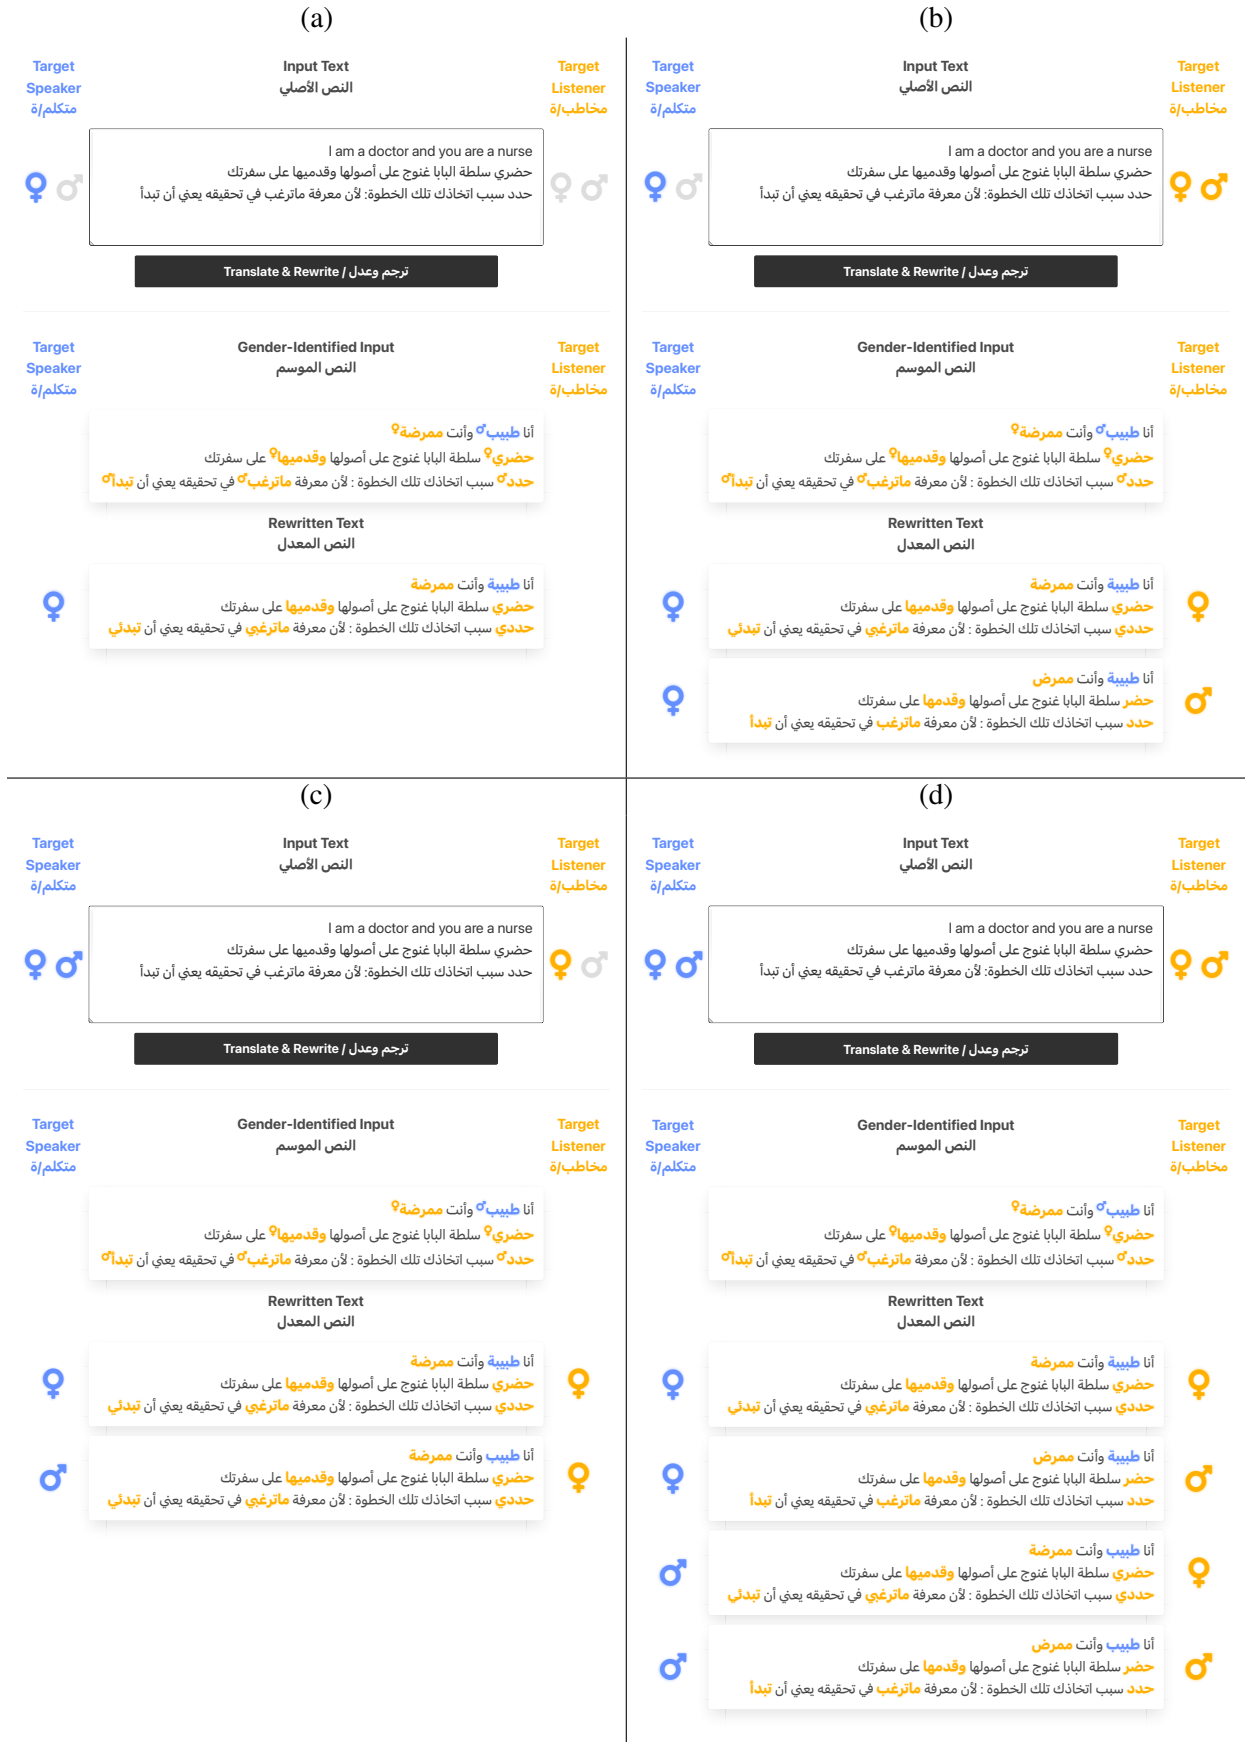 (a)
Target
Speaker
متكلم/ة
Input Text
النص الأصلي
Target
Listener
مخاطب/ة
I am a doctor and you are a nurse
حضري سلطة البابا غنوج على أصولها وقدميها على سفرتك
حدد سبب اتخاذك تلك الخطوة: لأن معرفة ماترغب في تحقيقه يعني أن تبدأ
Translate & Rewrite / ترجم وعدل
Target
Speaker
متكلم/ة
Gender-Identified Input
النص الموسم
Target
Listener
مخاطب/ة
أنا طبيب♂ وأنت ممرضة♀
حضري♀ سلطة البابا غنوج على أصولها وقدميها♀ على سفرتك
حدد♂ سبب اتخاذك تلك الخطوة : لأن معرفة ماترغب♂ في تحقيقه يعني أن تبدأ♂
Rewritten Text
النص المعدل
أنا طبيبة وأنت ممرضة
حضري سلطة البابا غنوج على أصولها وقدميها على سفرتك
حددي سبب اتخاذك تلك الخطوة : لأن معرفة ماترغبي في تحقيقه يعني أن تبدئي
(b)
Target
Speaker
متكلم/ة
Input Text
النص الأصلي
Target
Listener
مخاطب/ة
I am a doctor and you are a nurse
حضري سلطة البابا غنوج على أصولها وقدميها على سفرتك
حدد سبب اتخاذك تلك الخطوة: لأن معرفة ماترغب في تحقيقه يعني أن تبدأ
Translate & Rewrite / ترجم وعدل
Target
Speaker
متكلم/ة
Gender-Identified Input
النص الموسم
Target
Listener
مخاطب/ة
أنا طبيب♂ وأنت ممرضة♀
حضري♀ سلطة البابا غنوج على أصولها وقدميها♀ على سفرتك
حدد♂ سبب اتخاذك تلك الخطوة : لأن معرفة ماترغب♂ في تحقيقه يعني أن تبدأ♂
Rewritten Text
النص المعدل
أنا طبيبة وأنت ممرضة
حضري سلطة البابا غنوج على أصولها وقدميها على سفرتك
حددي سبب اتخاذك تلك الخطوة : لأن معرفة ماترغبي في تحقيقه يعني أن تبدئي
أنا طبيبة وأنت ممرض
حضر سلطة البابا غنوج على أصولها وقدمها على سفرتك
حدد سبب اتخاذك تلك الخطوة : لأن معرفة ماترغب في تحقيقه يعني أن تبدأ
(c)
Target
Speaker
متكلم/ة
Input Text
النص الأصلي
Target
Listener
مخاطب/ة
I am a doctor and you are a nurse
حضري سلطة البابا غنوج على أصولها وقدميها على سفرتك
حدد سبب اتخاذك تلك الخطوة: لأن معرفة ماترغب في تحقيقه يعني أن تبدأ
Translate & Rewrite / ترجم وعدل
Target
Speaker
متكلم/ة
Gender-Identified Input
النص الموسم
Target
Listener
مخاطب/ة
أنا طبيب♂ وأنت ممرضة♀
حضري♀ سلطة البابا غنوج على أصولها وقدميها♀ على سفرتك
حدد♂ سبب اتخاذك تلك الخطوة : لأن معرفة ماترغب♂ في تحقيقه يعني أن تبدأ♂
Rewritten Text
النص المعدل
أنا طبيبة وأنت ممرضة
حضري سلطة البابا غنوج على أصولها وقدميها على سفرتك
حددي سبب اتخاذك تلك الخطوة : لأن معرفة ماترغبي في تحقيقه يعني أن تبدئي
أنا طبيب وأنت ممرضة
حضري سلطة البابا غنوج على أصولها وقدميها على سفرتك
حددي سبب اتخاذك تلك الخطوة : لأن معرفة ماترغبي في تحقيقه يعني أن تبدئي
(d)
Target
Speaker
متكلم/ة
Input Text
النص الأصلي
Target
Listener
مخاطب/ة
I am a doctor and you are a nurse
حضري سلطة البابا غنوج على أصولها وقدميها على سفرتك
حدد سبب اتخاذك تلك الخطوة: لأن معرفة ماترغب في تحقيقه يعني أن تبدأ
Translate & Rewrite / ترجم وعدل
Target
Speaker
متكلم/ة
Gender-Identified Input
النص الموسم
Target
Listener
مخاطب/ة
أنا طبيب♂ وأنت ممرضة♀
حضري♀ سلطة البابا غنوج على أصولها وقدميها♀ على سفرتك
حدد♂ سبب اتخاذك تلك الخطوة : لأن معرفة ماترغب♂ في تحقيقه يعني أن تبدأ♂
Rewritten Text
النص المعدل
أنا طبيبة وأنت ممرضة
حضري سلطة البابا غنوج على أصولها وقدميها على سفرتك
حددي سبب اتخاذك تلك الخطوة : لأن معرفة ماترغبي في تحقيقه يعني أن تبدئي
أنا طبيبة وأنت ممرض
حضر سلطة البابا غنوج على أصولها وقدمها على سفرتك
حدد سبب اتخاذك تلك الخطوة : لأن معرفة ماترغب في تحقيقه يعني أن تبدأ
أنا طبيب وأنت ممرضة
حضري سلطة البابا غنوج على أصولها وقدميها على سفرتك
حددي سبب اتخاذك تلك الخطوة : لأن معرفة ماترغبي في تحقيقه يعني أن تبدئي
أنا طبيب وأنت ممرض
حضر سلطة البابا غنوج على أصولها وقدمها على سفرتك
حدد سبب اتخاذك تلك الخطوة : لأن معرفة ماترغب في تحقيقه يعني أن تبدأ